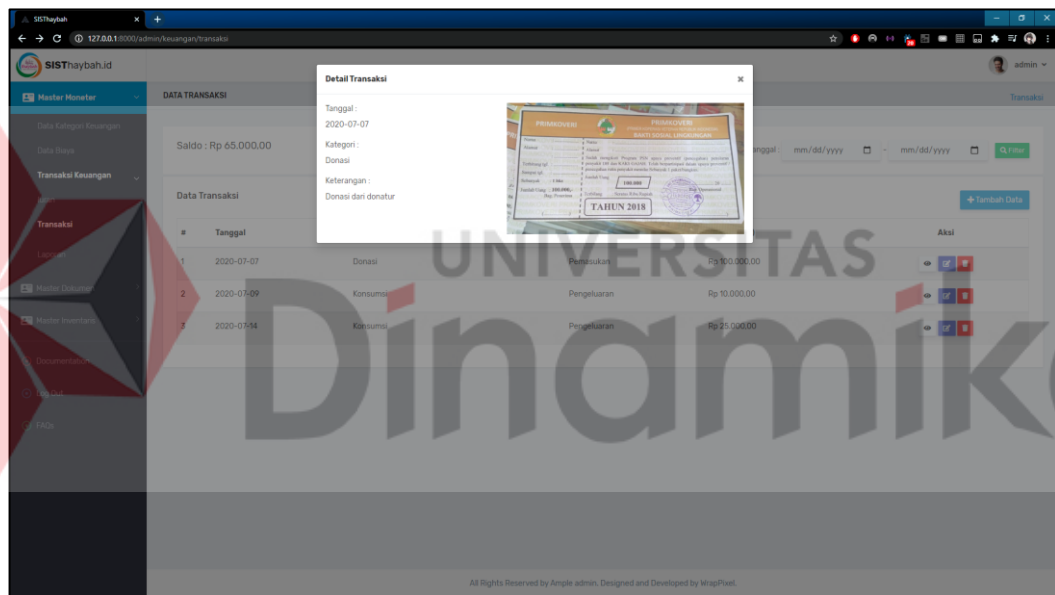 SISThaybah
127.0.0.1:8000/admin/keuangan/transaksi
SISThaybah.id
admin
Master Moneter
DATA TRANSAKSI
Transaksi
Detail Transaksi
Tanggal :
2020-07-07
Kategori :
Donasi
Keterangan :
Donasi dari donatur
PRIMKOVERI
PRIMKOVERI
BAKTI SOSIAL LINGKUNGAN
100.000
TAHUN 2018
Data Kategori Keuangan
Data Biaya
Transaksi Keuangan
Transaksi
Laporan
Master Dokumen
Master Inventaris
Documentation
Log Out
FAQs
Saldo : Rp 65.000,00
mm/dd/yyyy - mm/dd/yyyy Filter
Data Transaksi
Tambah Data
# Tanggal Aksi
1 2020-07-07 Donasi Pemasukan Rp 100.000,00
2 2020-07-09 Konsumsi Pengeluaran Rp 10.000,00
3 2020-07-14 Konsumsi Pengeluaran Rp 25.000,00
UNIVERSITAS
Dinamika
All Rights Reserved by Ample admin. Designed and Developed by WrapPixel.